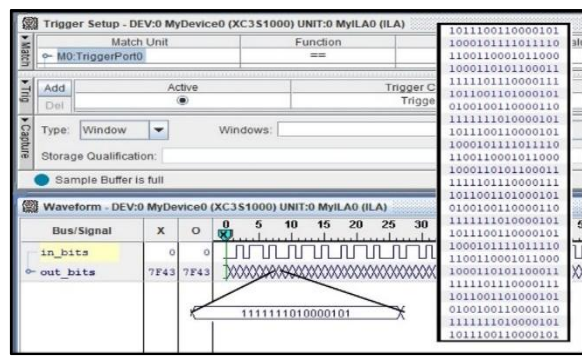 Trigger Setup - DEV:0 MyDevice0 (XC3S1000) UNIT:0 MyILA0 (ILA)
Match
Match Unit
Function
M0:TriggerPort0
==
Trig
Add
Active
Trigger C
Del
Trigge
Capture
Type:
Window
Windows:
Storage Qualification:
Sample Buffer is full
Waveform - DEV:0 MyDevice0 (XC3S1000) UNIT:0 MyILA0 (ILA)
Bus/Signal
X
O
0 5 10 15 20 25 30
in_bits
0
0
out_bits
7F43
7F43
1111111010000101
1011100110000101
1000101111011110
1100110001011000
1000110101100011
1111101110000111
1011001101000101
0100100110000110
1111111010000101
1011100110000101
1000101111011110
1100110001011000
1000110101100011
1111101110000111
1011001101000101
0100100110000110
1111111010000101
1011100110000101
1000101111011110
1100110001011000
1000110101100011
1111101110000111
1011001101000101
0100100110000110
1111111010000101
1011100110000101